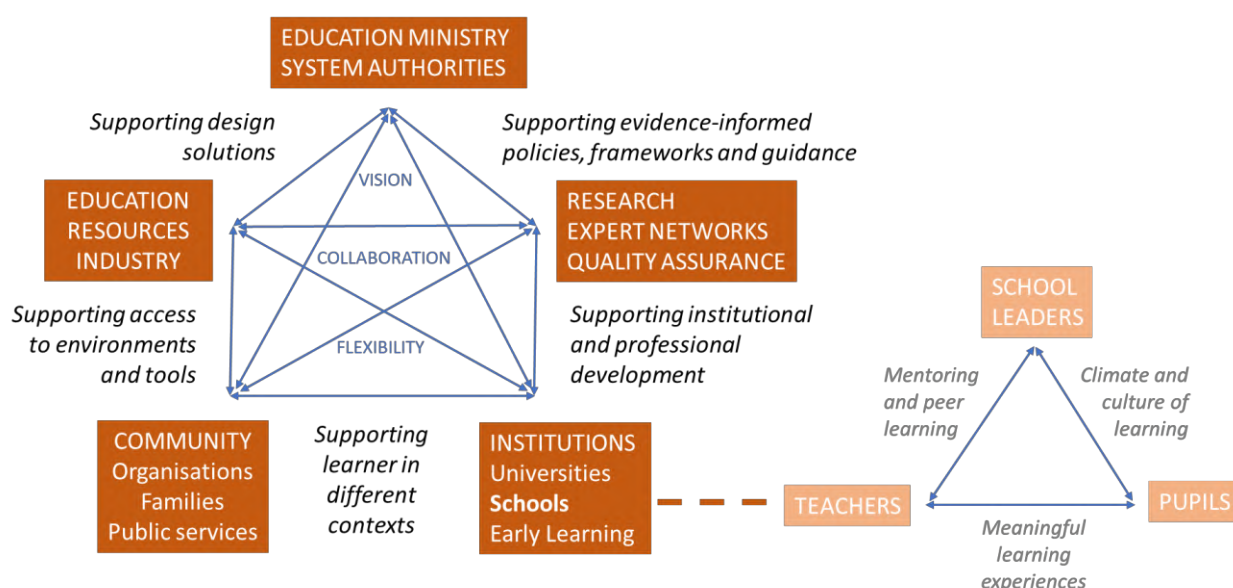 EDUCATION MINISTRY
SYSTEM AUTHORITIES
Supporting design
solutions
Supporting evidence-informed
policies, frameworks and guidance
VISION
EDUCATION
RESOURCES
INDUSTRY
RESEARCH
EXPERT NETWORKS
QUALITY ASSURANCE
COLLABORATION
Supporting access
to environments
and tools
Supporting institutional
and professional
development
FLEXIBILITY
COMMUNITY
Organisations
Families
Public services
Supporting
learner in
different
contexts
INSTITUTIONS
Universities
Schools
Early Learning
SCHOOL
LEADERS
Mentoring
and peer
learning
Climate and
culture of
learning
TEACHERS
PUPILS
Meaningful
learning
experiences